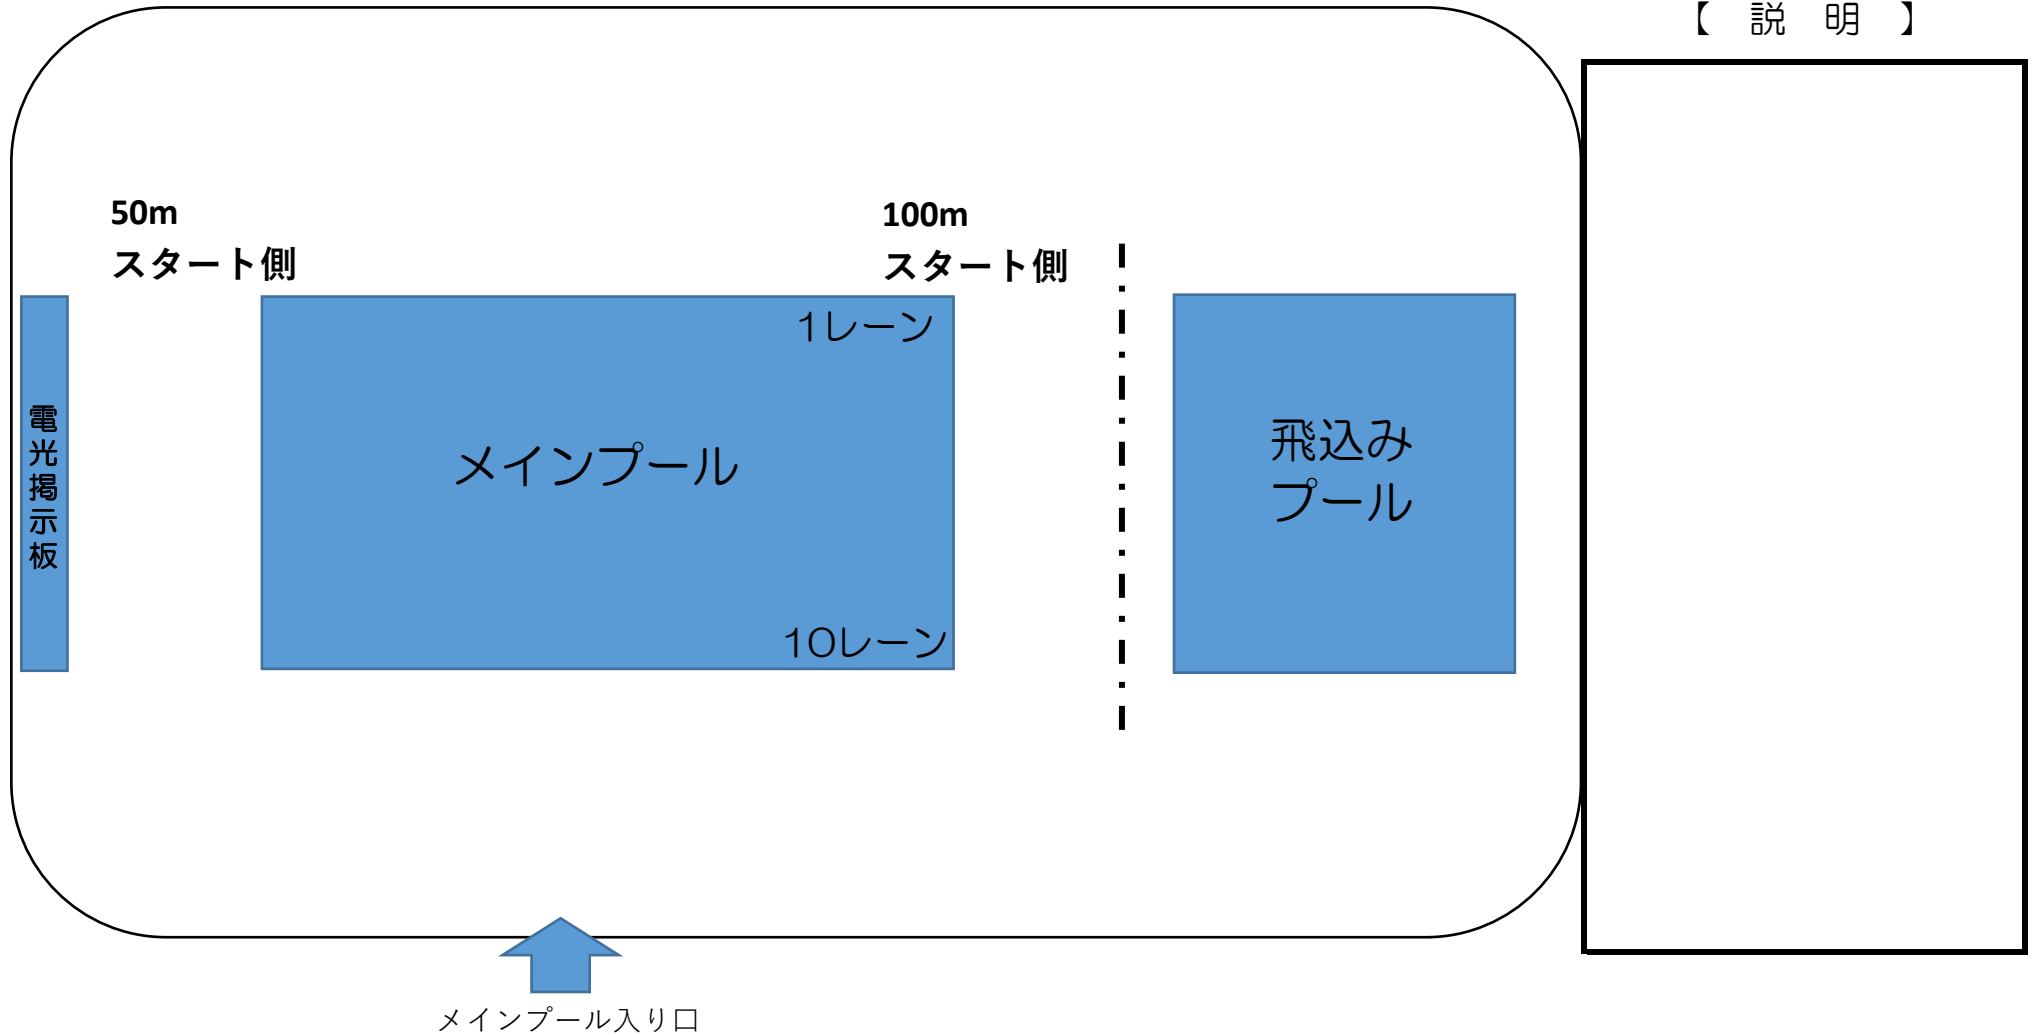 【　説　明　】
50m
スタート側
100m
スタート側
1レーン
電光掲示板
メインプール
飛込み
プール
10レーン
メインプール入り口